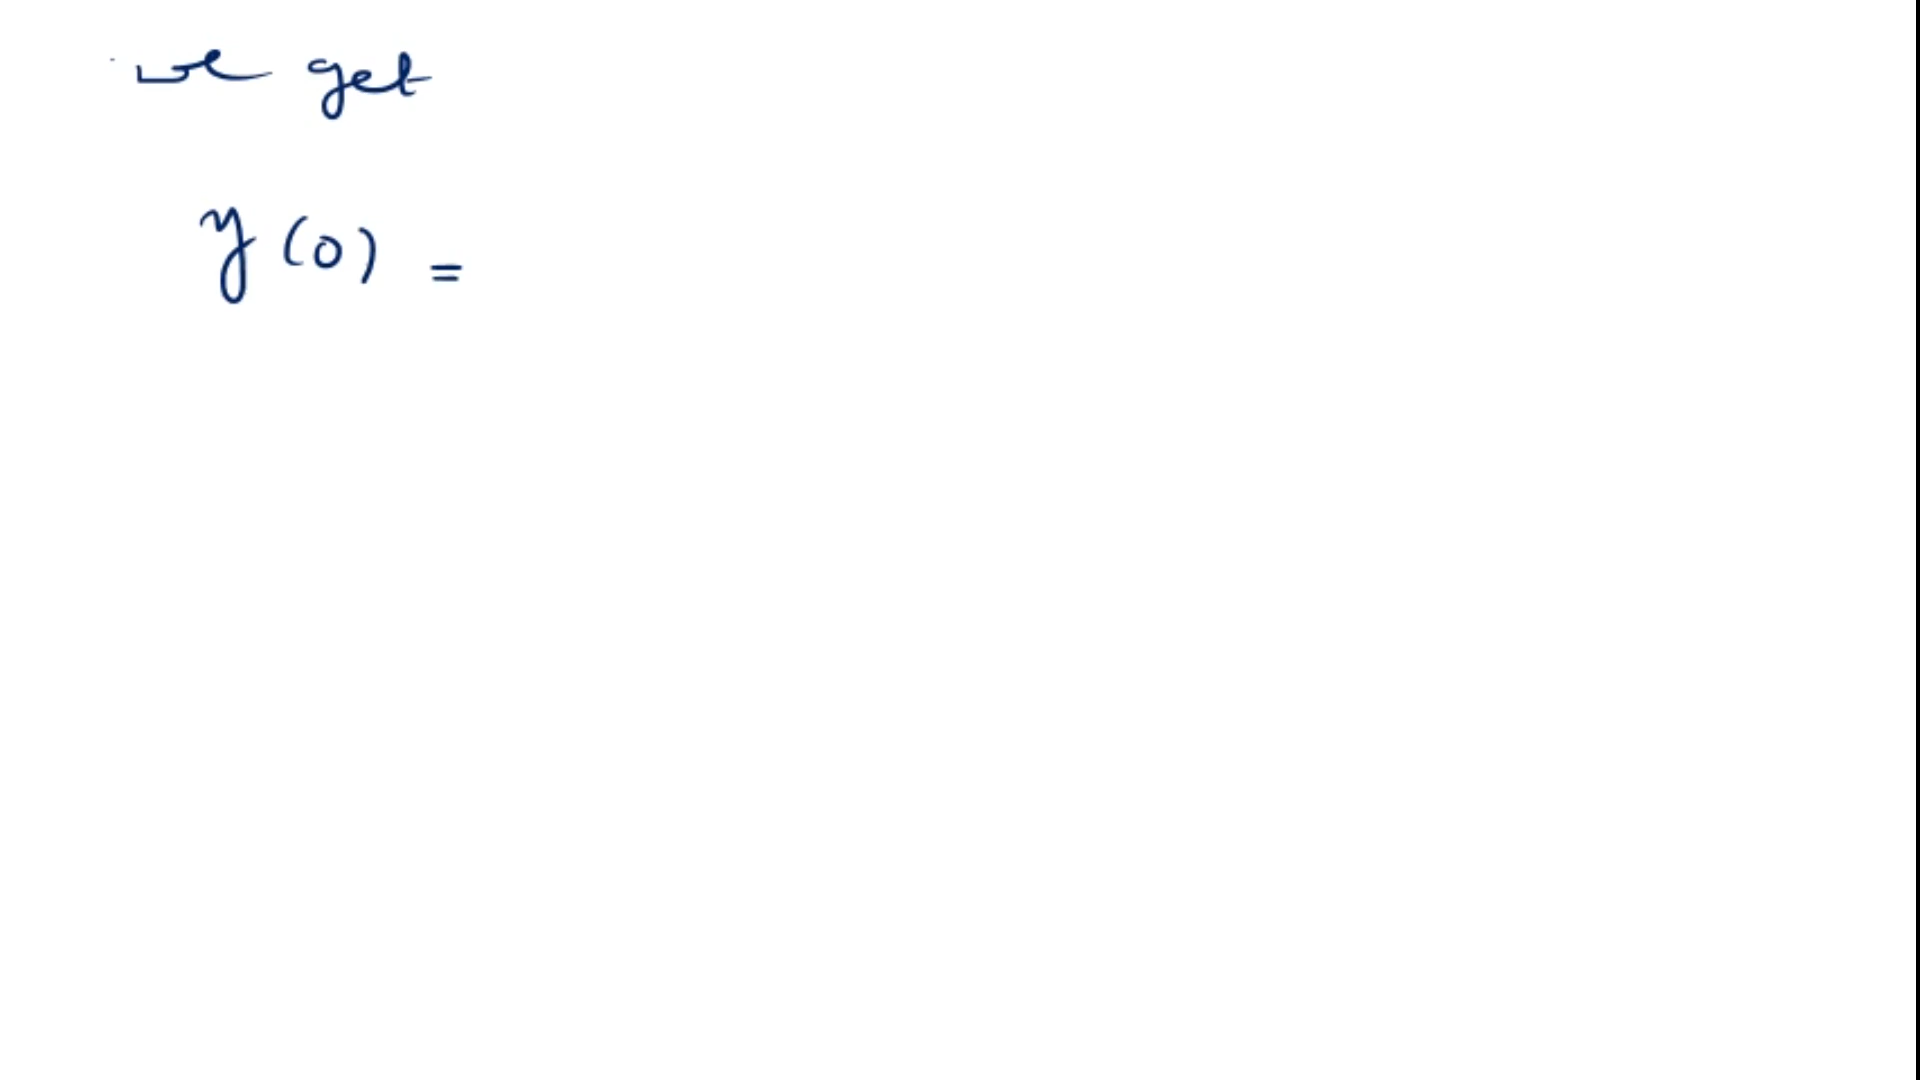 we get
y (0) =